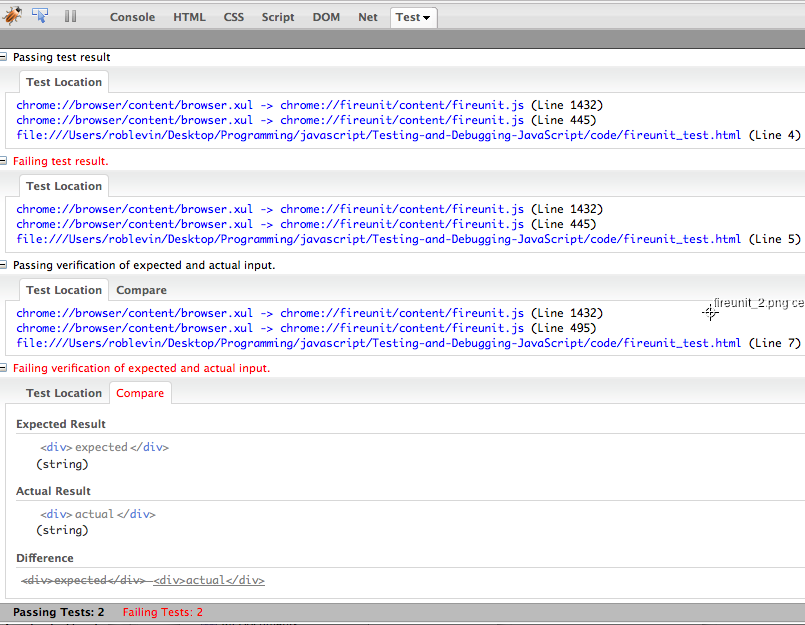 Console HTML CSS Script DOM Net Test
Passing test result
Test Location
chrome://browser/content/browser.xul -> chrome://fireunit/content/fireunit.js (Line 1432)
chrome://browser/content/browser.xul -> chrome://fireunit/content/fireunit.js (Line 445)
file:///Users/roblevin/Desktop/Programming/javascript/Testing-and-Debugging-JavaScript/code/fireunit_test.html (Line 4)
Failing test result.
Test Location
chrome://browser/content/browser.xul -> chrome://fireunit/content/fireunit.js (Line 1432)
chrome://browser/content/browser.xul -> chrome://fireunit/content/fireunit.js (Line 445)
file:///Users/roblevin/Desktop/Programming/javascript/Testing-and-Debugging-JavaScript/code/fireunit_test.html (Line 5)
Passing verification of expected and actual input.
Test Location Compare
fireunit_2.png ce
chrome://browser/content/browser.xul -> chrome://fireunit/content/fireunit.js (Line 1432)
chrome://browser/content/browser.xul -> chrome://fireunit/content/fireunit.js (Line 495)
file:///Users/roblevin/Desktop/Programming/javascript/Testing-and-Debugging-JavaScript/code/fireunit_test.html (Line 7)
Failing verification of expected and actual input.
Test Location Compare
Expected Result
<div>expected</div>
(string)
Actual Result
<div>actual</div>
(string)
Difference
<div>expected</div> <div>actual</div>
Passing Tests: 2 Failing Tests: 2